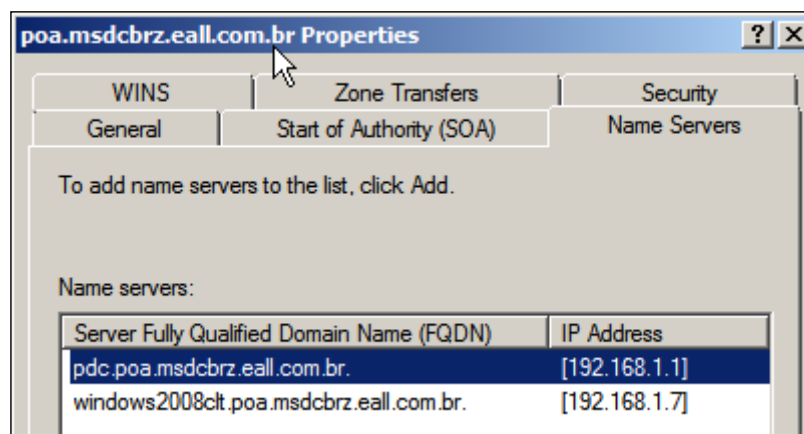 poa.msdcbrz.eall.com.br Properties
WINS Zone Transfers Security
General Start of Authority (SOA) Name Servers
To add name servers to the list, click Add.
Name servers:
Server Fully Qualified Domain Name (FQDN) IP Address
pdc.poa.msdcbrz.eall.com.br. [192.168.1.1]
windows2008clt.poa.msdcbrz.eall.com.br. [192.168.1.7]